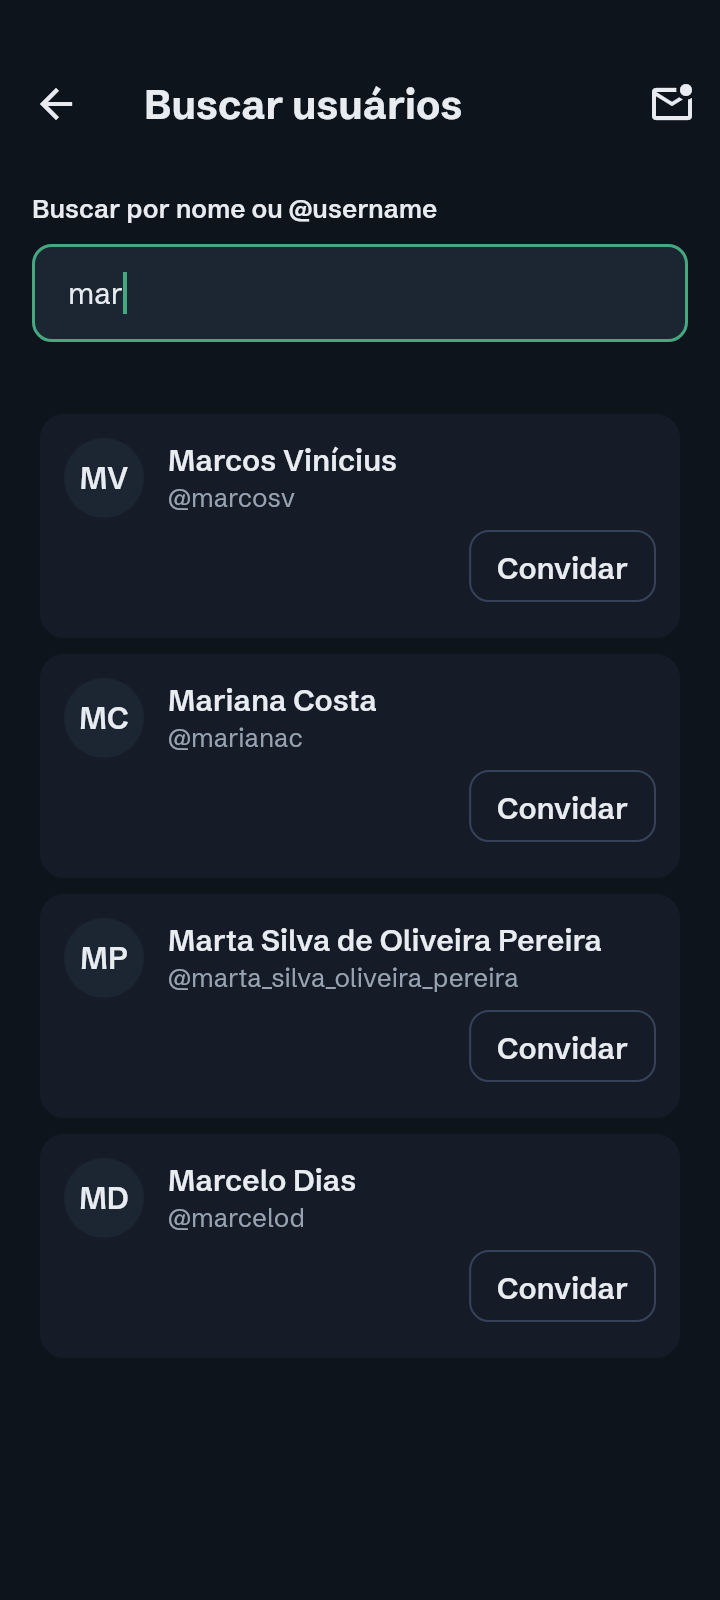 Buscar usuários
Buscar por nome ou @username
mar
MV
Marcos Vinícius
@marcosv
Convidar
MC
Mariana Costa
@marianac
Convidar
MP
Marta Silva de Oliveira Pereira
@marta_silva_oliveira_pereira
Convidar
MD
Marcelo Dias
@marcelod
Convidar